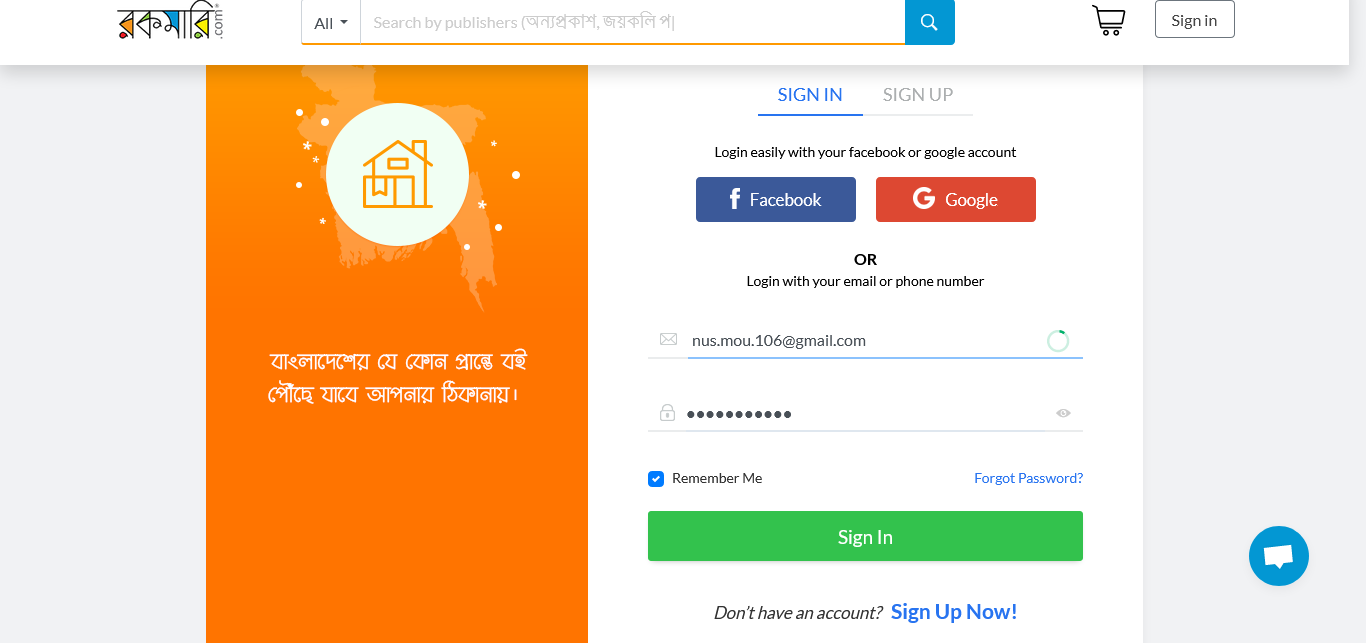 রকমারি.com
All
Search by publishers (অন্যপ্রকাশ, জয়কলি প|
Sign in
SIGN IN SIGN UP
Login easily with your facebook or google account
Facebook Google
OR
Login with your email or phone number
nus.mou.106@gmail.com
Remember Me Forgot Password?
Sign In
Don't have an account? Sign Up Now!
বাংলাদেশের যে কোন প্রান্তে বই
পৌঁছে যাবে আপনার ঠিকানায়।